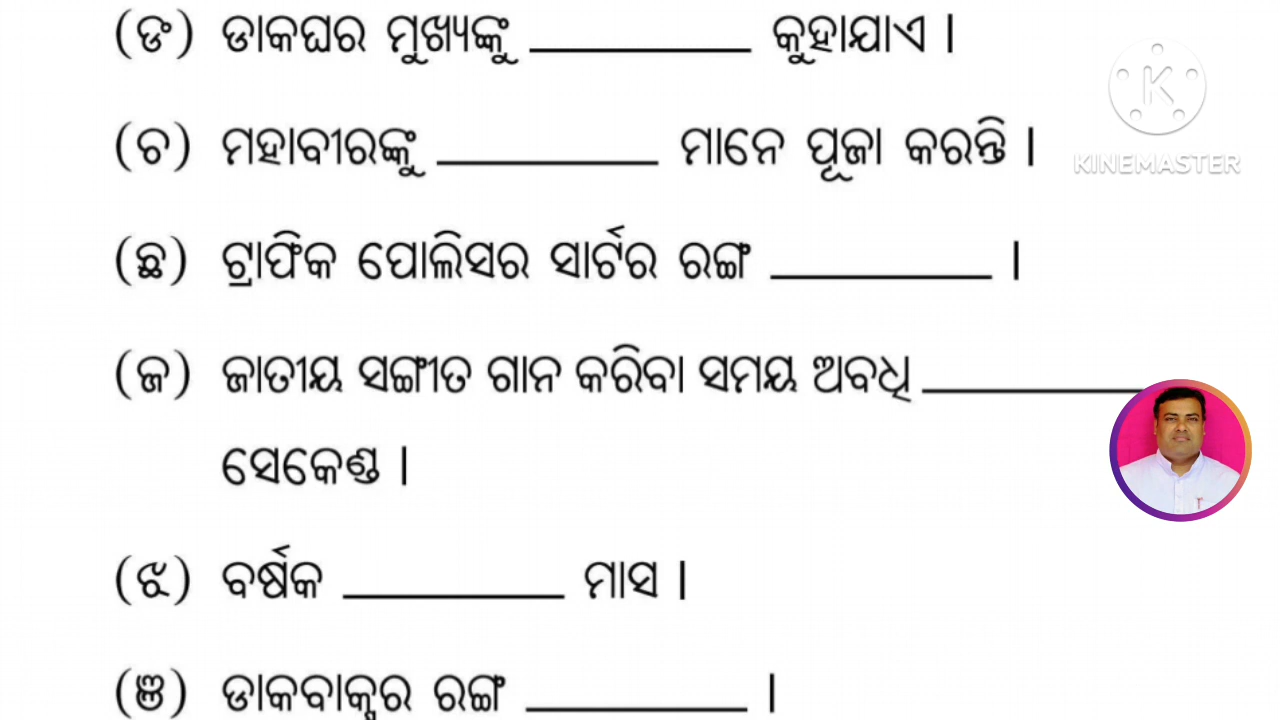 (ଙ) ଡାକଘର ମୁଖ୍ୟଙ୍କୁ __________ କୁହାଯାଏ ।
(ଚ) ମହାବୀରଙ୍କୁ __________ ମାନେ ପୂଜା କରନ୍ତି ।
KINEMASTER
(ଛ) ଟ୍ରାଫିକ ପୋଲିସର ସାର୍ଟର ରଙ୍ଗ __________ ।
(ଜ) ଜାତୀୟ ସଙ୍ଗୀତ ଗାନ କରିବା ସମୟ ଅବଧି __________
ସେକେଣ୍ଡ ।
(ଝ) ବର୍ଷକ __________ ମାସ ।
(ଞ) ଡାକବାକ୍ସର ରଙ୍ଗ __________ ।